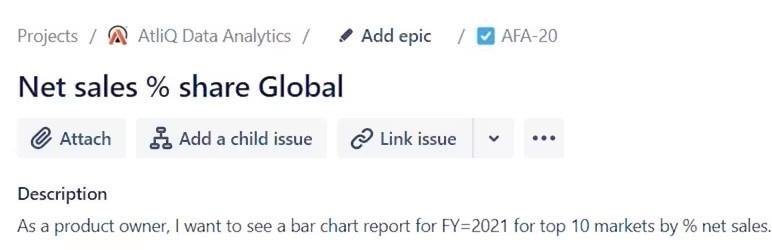 Projects / AtliQ Data Analytics / Add epic / AFA-20
Net sales % share Global
Attach Add a child issue Link issue
Description
As a product owner, I want to see a bar chart report for FY=2021 for top 10 markets by % net sales.